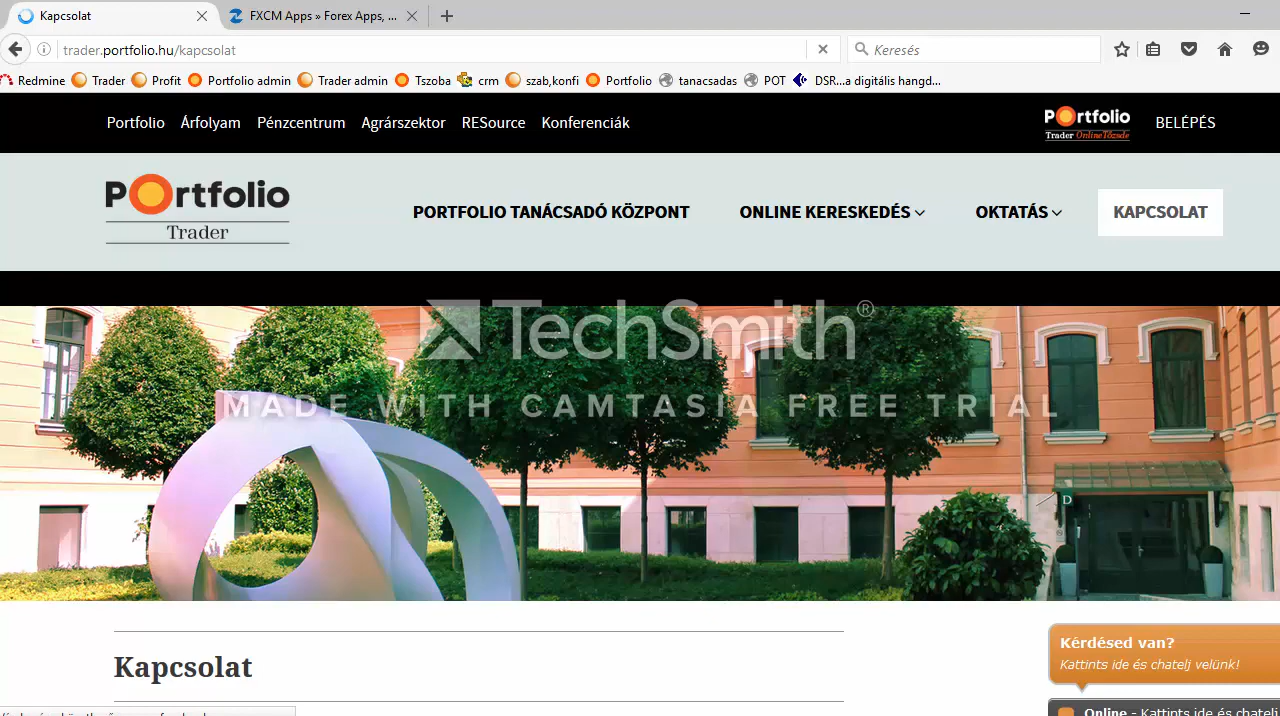 Kapcsolat
FXCM Apps » Forex Apps, ...
trader.portfolio.hu/kapcsolat
Keresés
Redmine Trader Profit Portfolio admin Trader admin Tszoba crm szab,konfi Portfolio tanacsadas POT DSR...a digitális hangd...
Portfolio Árfolyam Pénzcentrum Agrárszektor RESource Konferenciák
Portfolio
Trader OnlineTőzsde
BELÉPÉS
Portfolio
Trader
PORTFOLIO TANÁCSADÓ KÖZPONT ONLINE KERESKEDÉS OKTATÁS KAPCSOLAT
TechSmith®
MADE WITH CAMTASIA FREE TRIAL
D
Kapcsolat
Kérdésed van?
Kattints ide és chatelj velünk!
Online - Kattints ide és chatelj